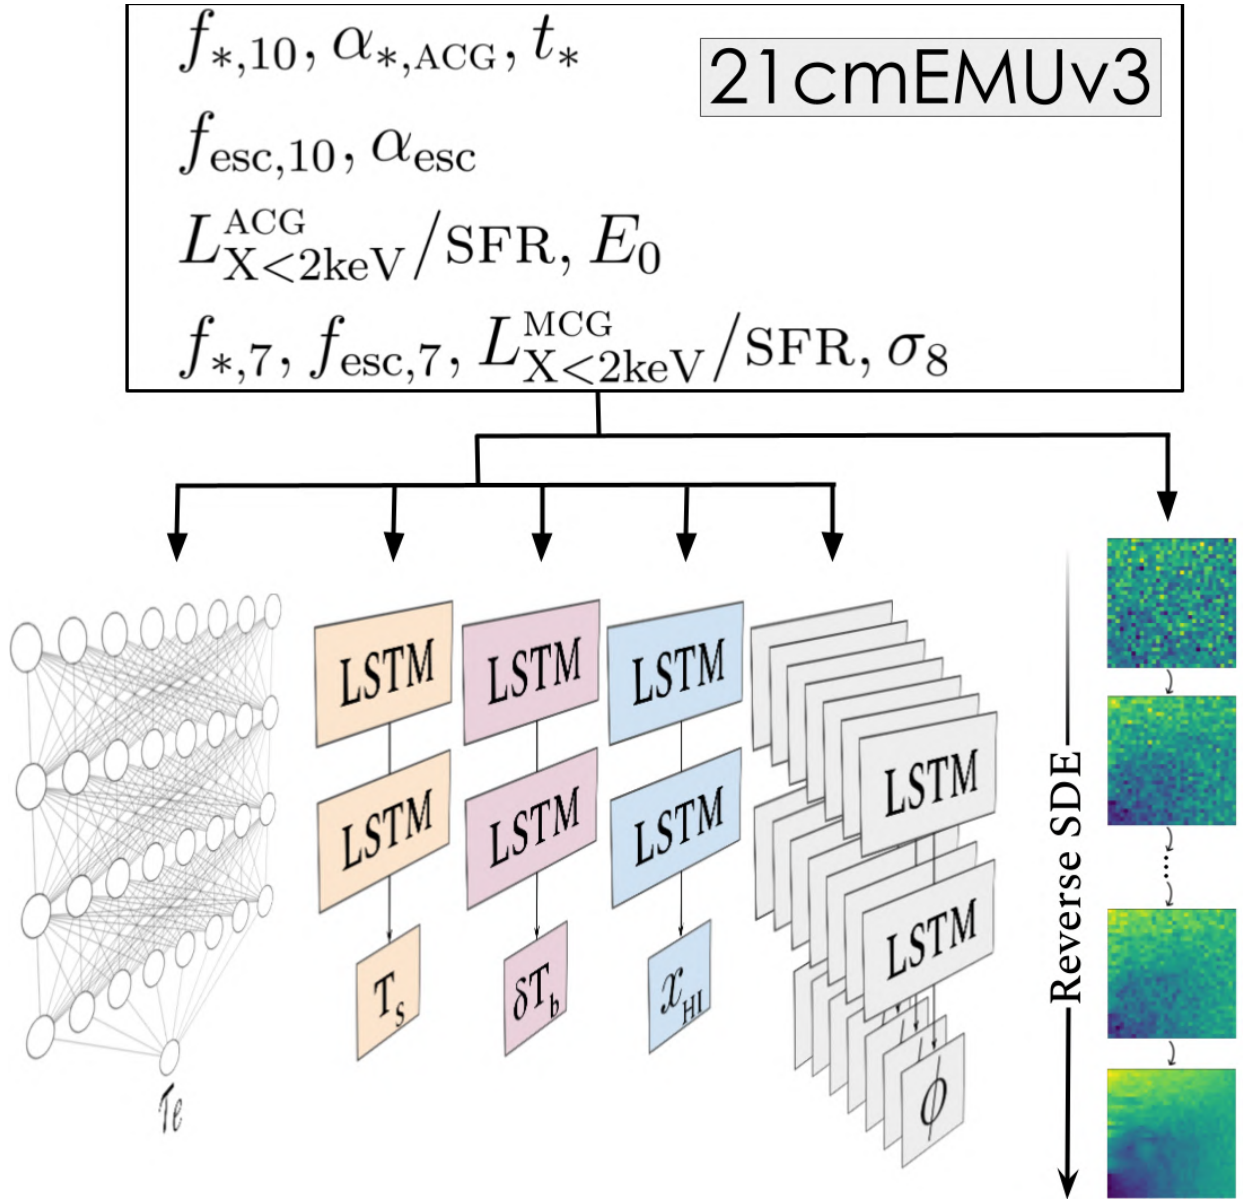 f∗,10, α∗,ACG, t∗
21cmEMUv3
fesc,10, αesc
L^ACG_X<2keV/SFR, E0
f∗,7, fesc,7, L^MCG_X<2keV/SFR, σ8
LSTM LSTM LSTM LSTM
LSTM LSTM LSTM LSTM
Ts δTb xHI ϕ
τe
Reverse SDE
....